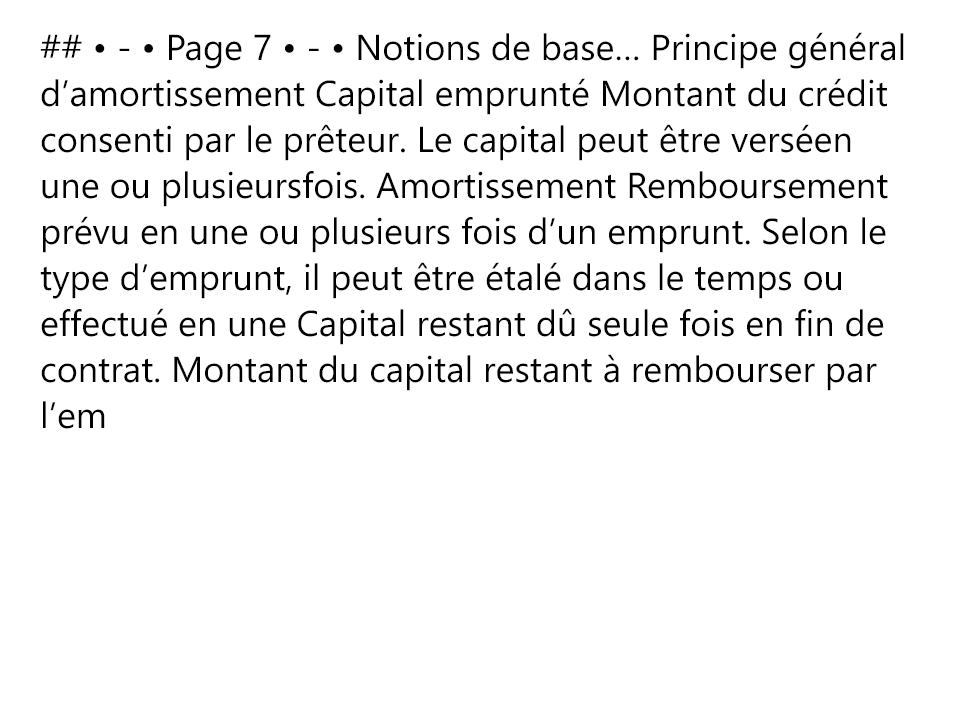 ## • - • Page 7 • - • Notions de base… Principe général
d’amortissement Capital emprunté Montant du crédit
consenti par le prêteur. Le capital peut être verséen
une ou plusieursfois. Amortissement Remboursement
prévu en une ou plusieurs fois d’un emprunt. Selon le
type d’emprunt, il peut être étalé dans le temps ou
effectué en une Capital restant dû seule fois en fin de
contrat. Montant du capital restant à rembourser par
l’em